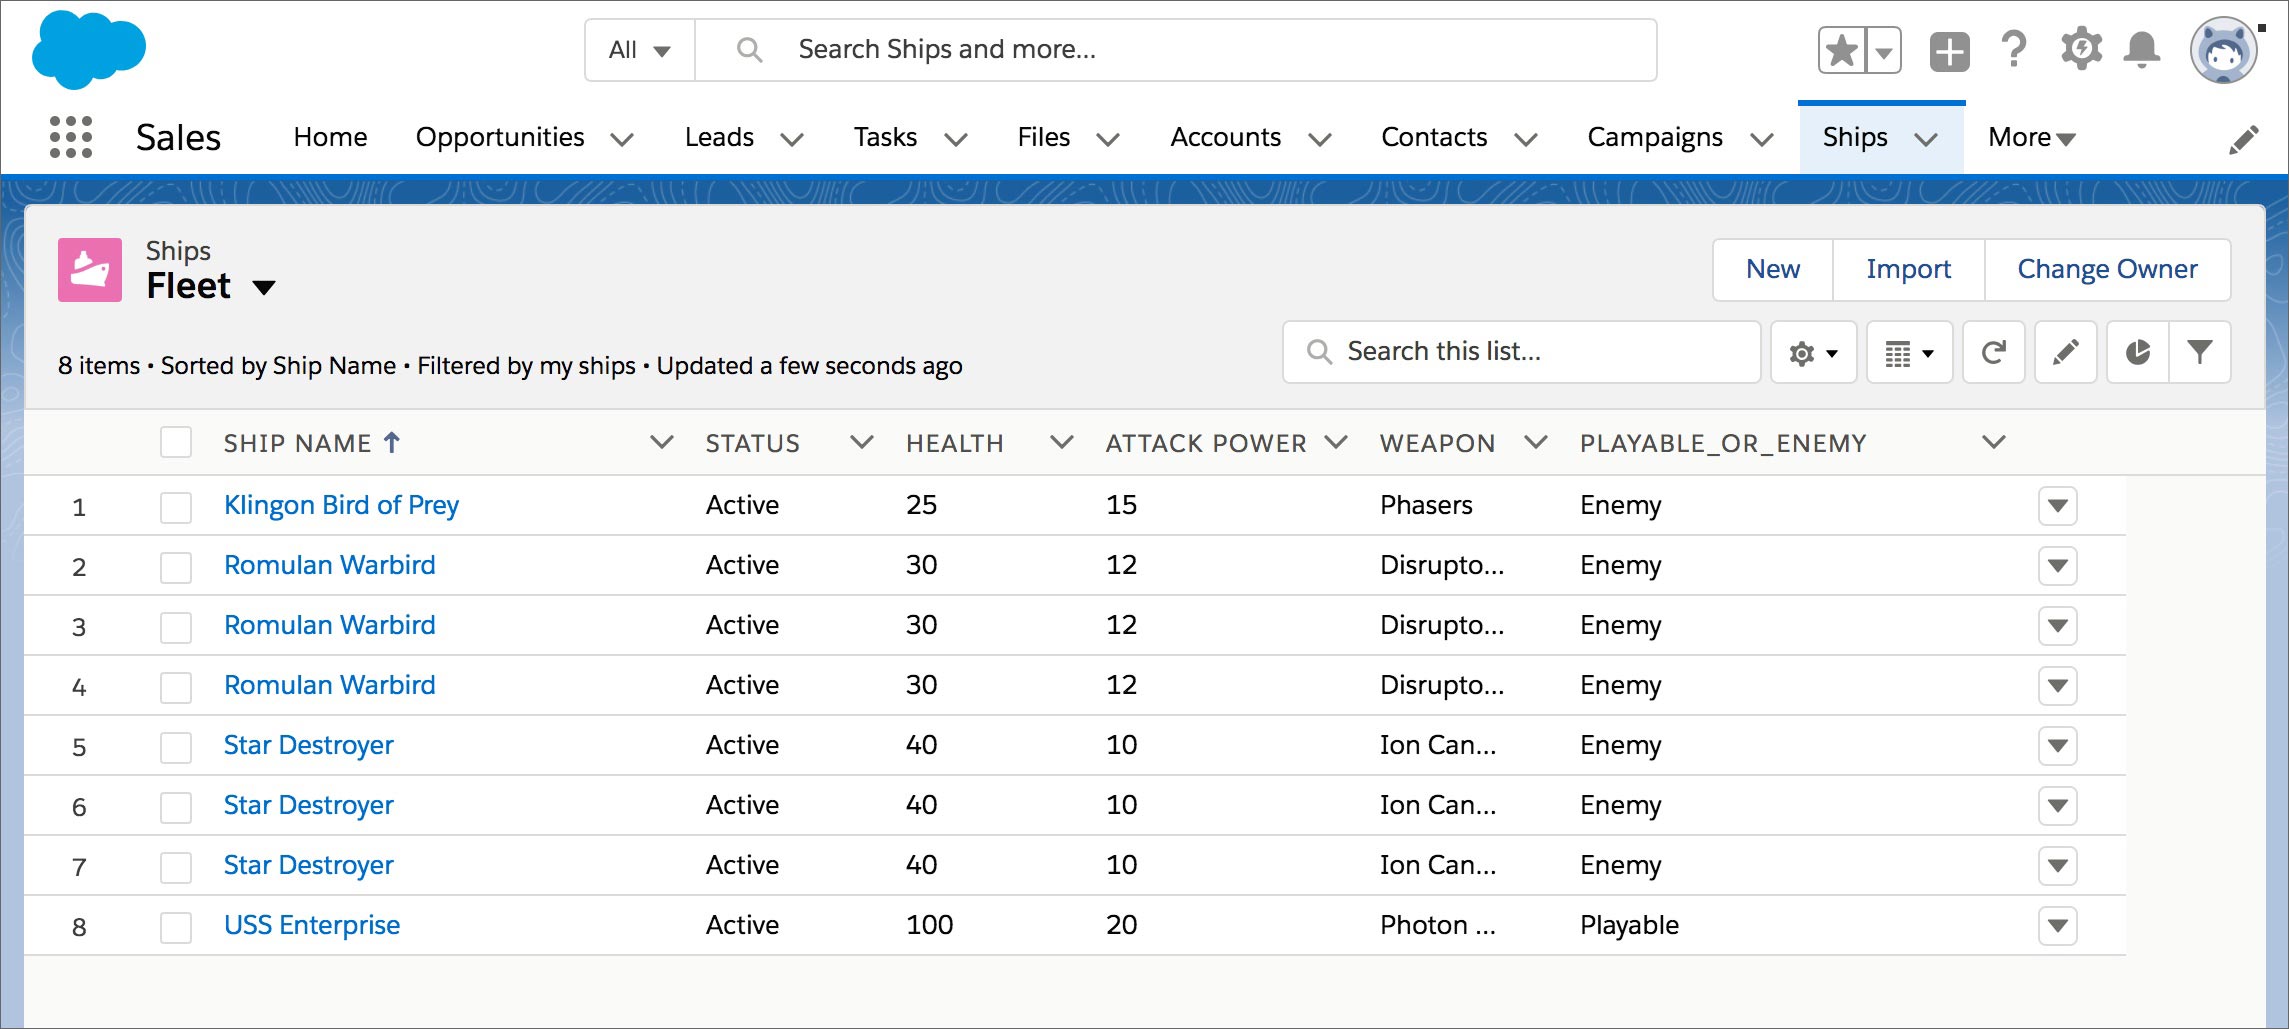 All Search Ships and more...
Sales Home Opportunities Leads Tasks Files Accounts Contacts Campaigns Ships More
Ships
Fleet
New Import Change Owner
8 items • Sorted by Ship Name • Filtered by my ships • Updated a few seconds ago
Search this list...
SHIP NAME STATUS HEALTH ATTACK POWER WEAPON PLAYABLE_OR_ENEMY
1 Klingon Bird of Prey Active 25 15 Phasers Enemy
2 Romulan Warbird Active 30 12 Disrupto... Enemy
3 Romulan Warbird Active 30 12 Disrupto... Enemy
4 Romulan Warbird Active 30 12 Disrupto... Enemy
5 Star Destroyer Active 40 10 Ion Can... Enemy
6 Star Destroyer Active 40 10 Ion Can... Enemy
7 Star Destroyer Active 40 10 Ion Can... Enemy
8 USS Enterprise Active 100 20 Photon ... Playable